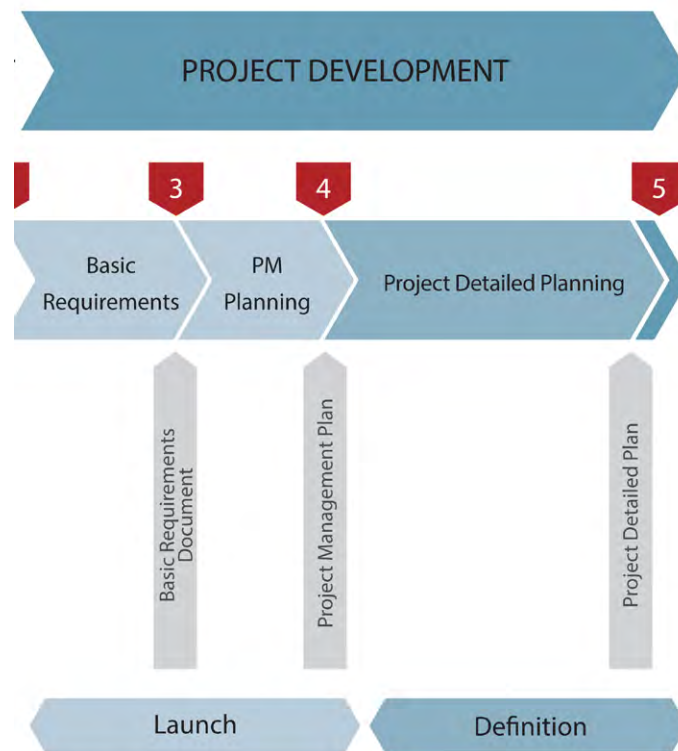 PROJECT DEVELOPMENT
3
4
5
Basic
Requirements
PM
Planning
Project Detailed Planning
Basic Requirements
Document
Project Management Plan
Project Detailed Plan
Launch
Definition